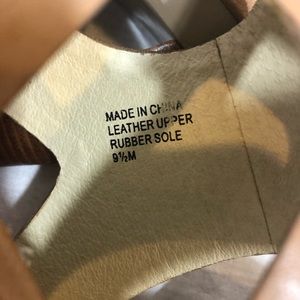 MADE IN CHINA
LEATHER UPPER
RUBBER SOLE
9½M